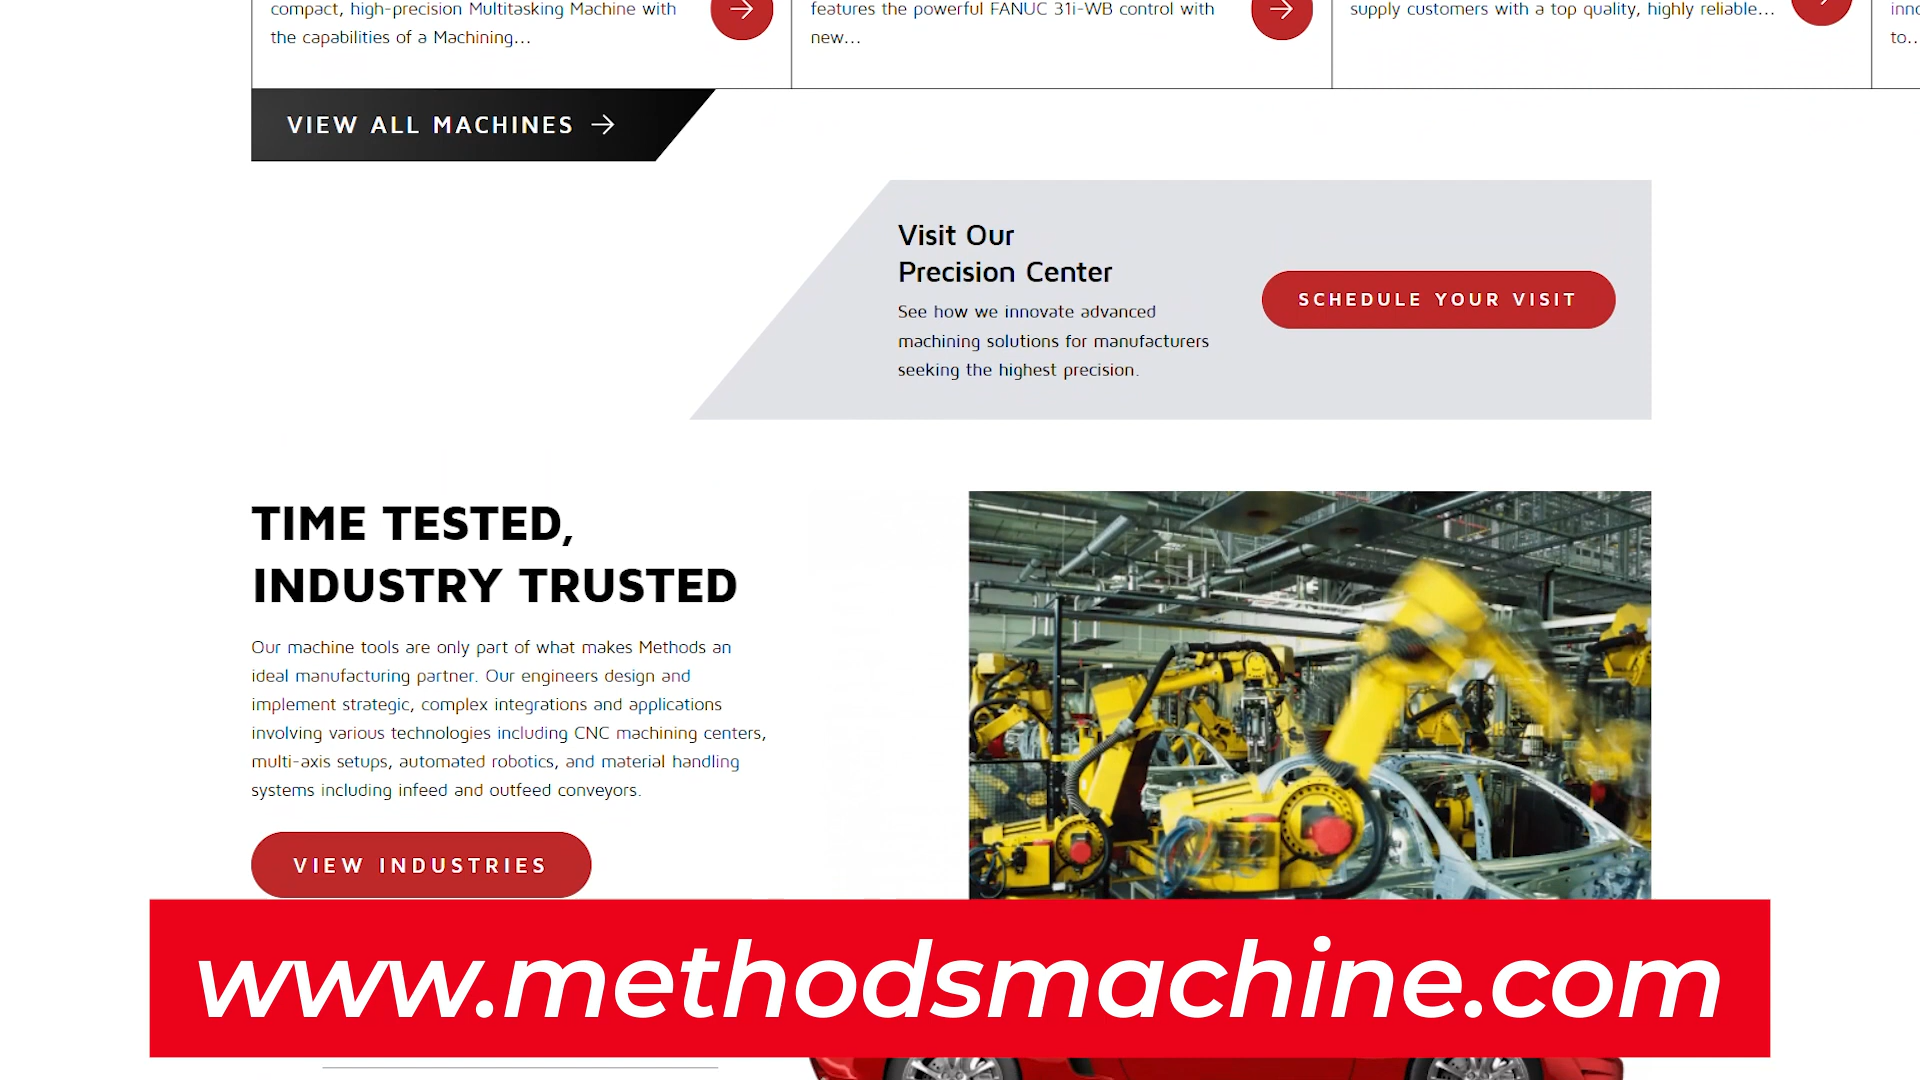 compact, high-precision Multitasking Machine with
the capabilities of a Machining...
features the powerful FANUC 31i-WB control with
new...
supply customers with a top quality, highly reliable...
to...
VIEW ALL MACHINES
Visit Our
Precision Center
See how we innovate advanced
machining solutions for manufacturers
seeking the highest precision.
SCHEDULE YOUR VISIT
TIME TESTED,
INDUSTRY TRUSTED
Our machine tools are only part of what makes Methods an
ideal manufacturing partner. Our engineers design and
implement strategic, complex integrations and applications
involving various technologies including CNC machining centers,
multi-axis setups, automated robotics, and material handling
systems including infeed and outfeed conveyors.
VIEW INDUSTRIES
www.methodsmachine.com